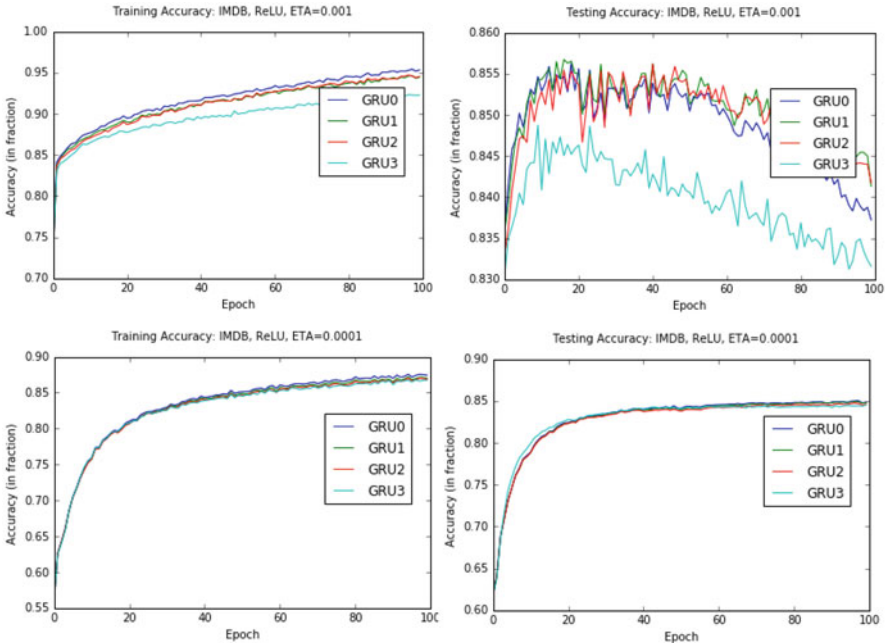 Training Accuracy: IMDB, ReLU, ETA=0.001
Accuracy (in fraction)
1.00
0.95
0.90
0.85
0.80
0.75
0.70
0
20
40
60
80
100
Epoch
GRU0
GRU1
GRU2
GRU3
Testing Accuracy: IMDB, ReLU, ETA=0.001
Accuracy (in fraction)
0.860
0.855
0.850
0.845
0.840
0.835
0.830
0
20
40
60
80
100
Epoch
GRU0
GRU1
GRU2
GRU3
Training Accuracy: IMDB, ReLU, ETA=0.0001
Accuracy (in fraction)
0.90
0.85
0.80
0.75
0.70
0.65
0.60
0.55
0
20
40
60
80
100
Epoch
GRU0
GRU1
GRU2
GRU3
Testing Accuracy: IMDB, ReLU, ETA=0.0001
Accuracy (in fraction)
0.90
0.85
0.80
0.75
0.70
0.65
0.60
0
20
40
60
80
100
Epoch
GRU0
GRU1
GRU2
GRU3